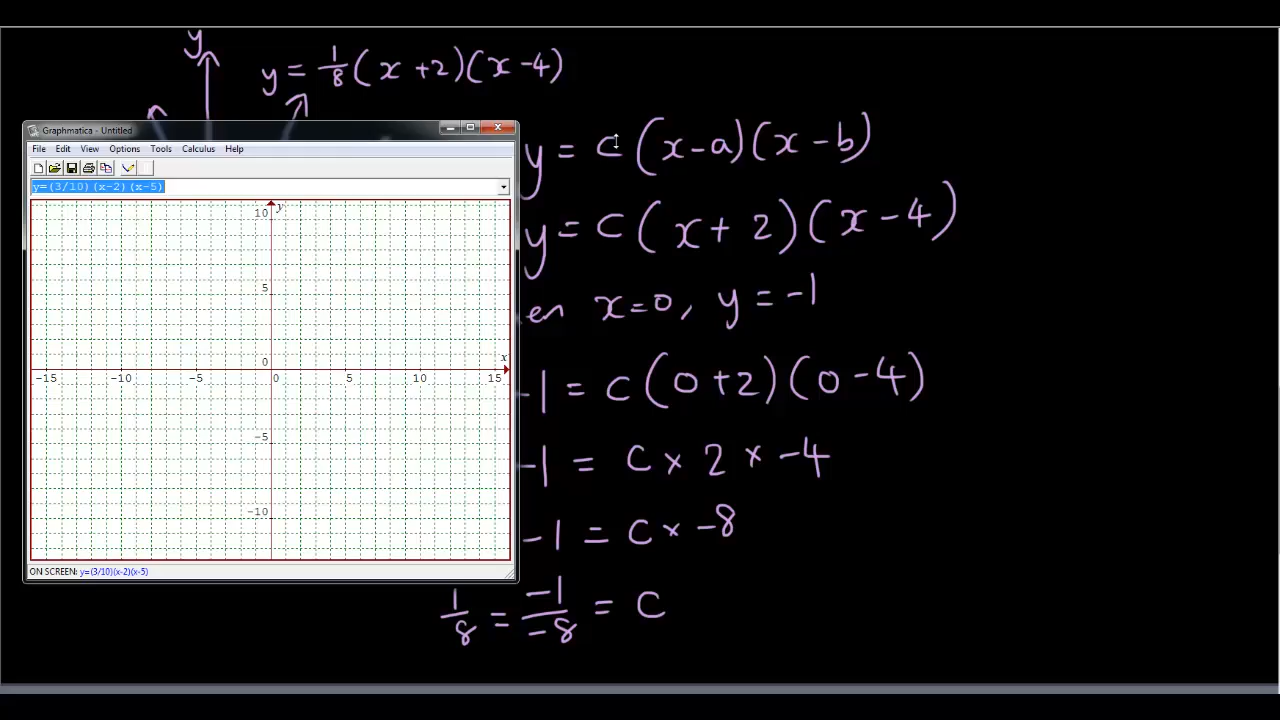 y
y = 1/8 (x + 2)(x - 4)
Graphmatica - Untitled
File Edit View Options Tools Calculus Help
y=(3/10)(x-2)(x-5)
y
10
5
0
x
-15 -10 -5 0 5 10 15
-5
-10
ON SCREEN: y=(3/10)(x-2)(x-5)
y = c (x - a)(x - b)
y = c (x + 2)(x - 4)
en x = 0, y = -1
-1 = c (0 + 2)(0 - 4)
-1 = c × 2 × -4
-1 = c × -8
1/8 = -1/-8 = c